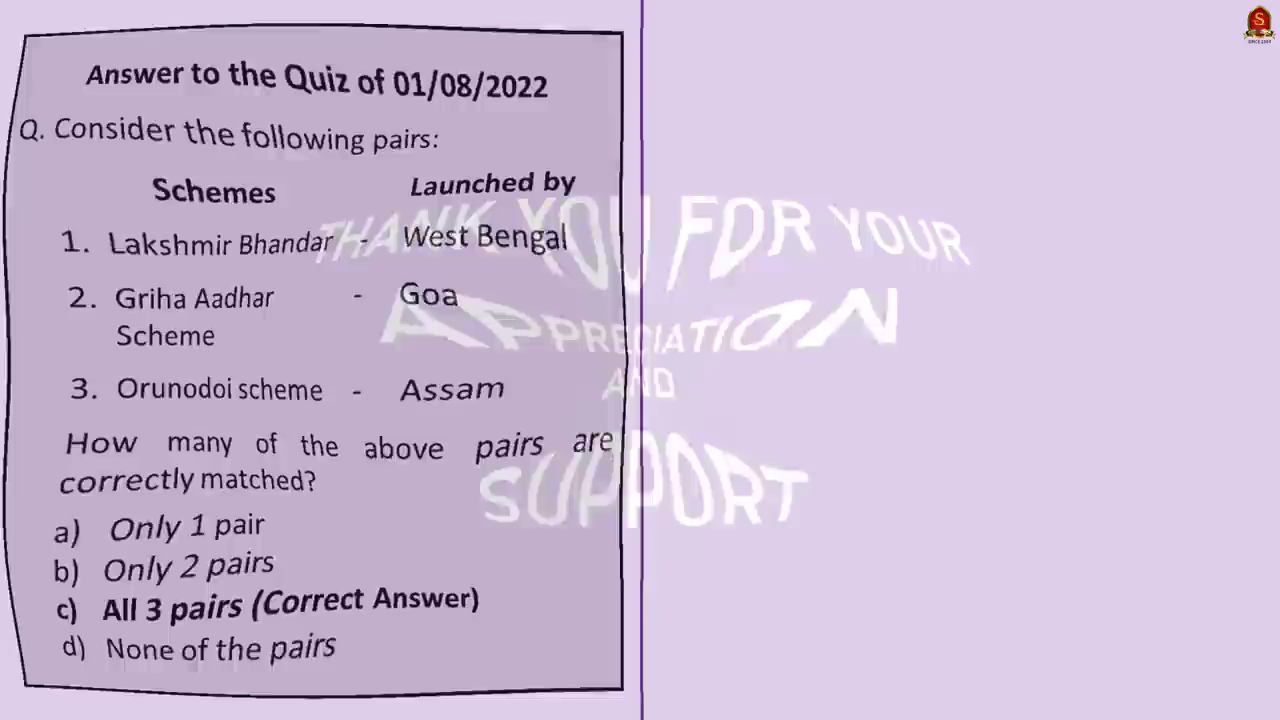 Answer to the Quiz of 01/08/2022
Q. Consider the following pairs:
Schemes Launched by
1. Lakshmir Bhandar - West Bengal
2. Griha Aadhar - Goa
Scheme
3. Orunodoi scheme - Assam
How many of the above pairs are
correctly matched?
a) Only 1 pair
b) Only 2 pairs
c) All 3 pairs (Correct Answer)
d) None of the pairs
THANK YOU FOR YOUR
APPRECIATION
AND
SUPPORT
S